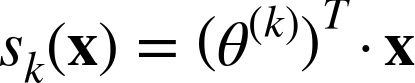 s_k(𝐱) = (θ^{(k)})^T · 𝐱